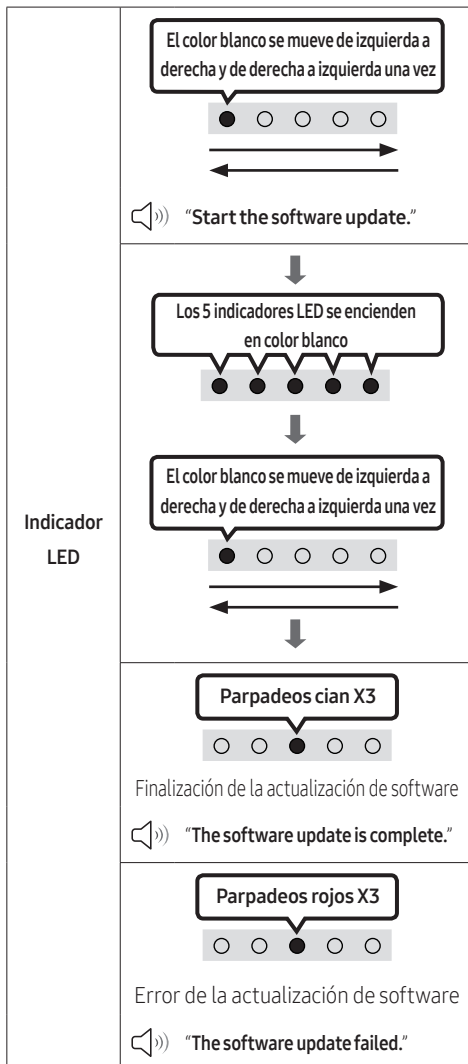 El color blanco se mueve de izquierda a
derecha y de derecha a izquierda una vez
“Start the software update.”
Los 5 indicadores LED se encienden
en color blanco
El color blanco se mueve de izquierda a
derecha y de derecha a izquierda una vez
Indicador
LED
Parpadeos cian X3
Finalización de la actualización de software
“The software update is complete.”
Parpadeos rojos X3
Error de la actualización de software
“The software update failed.”